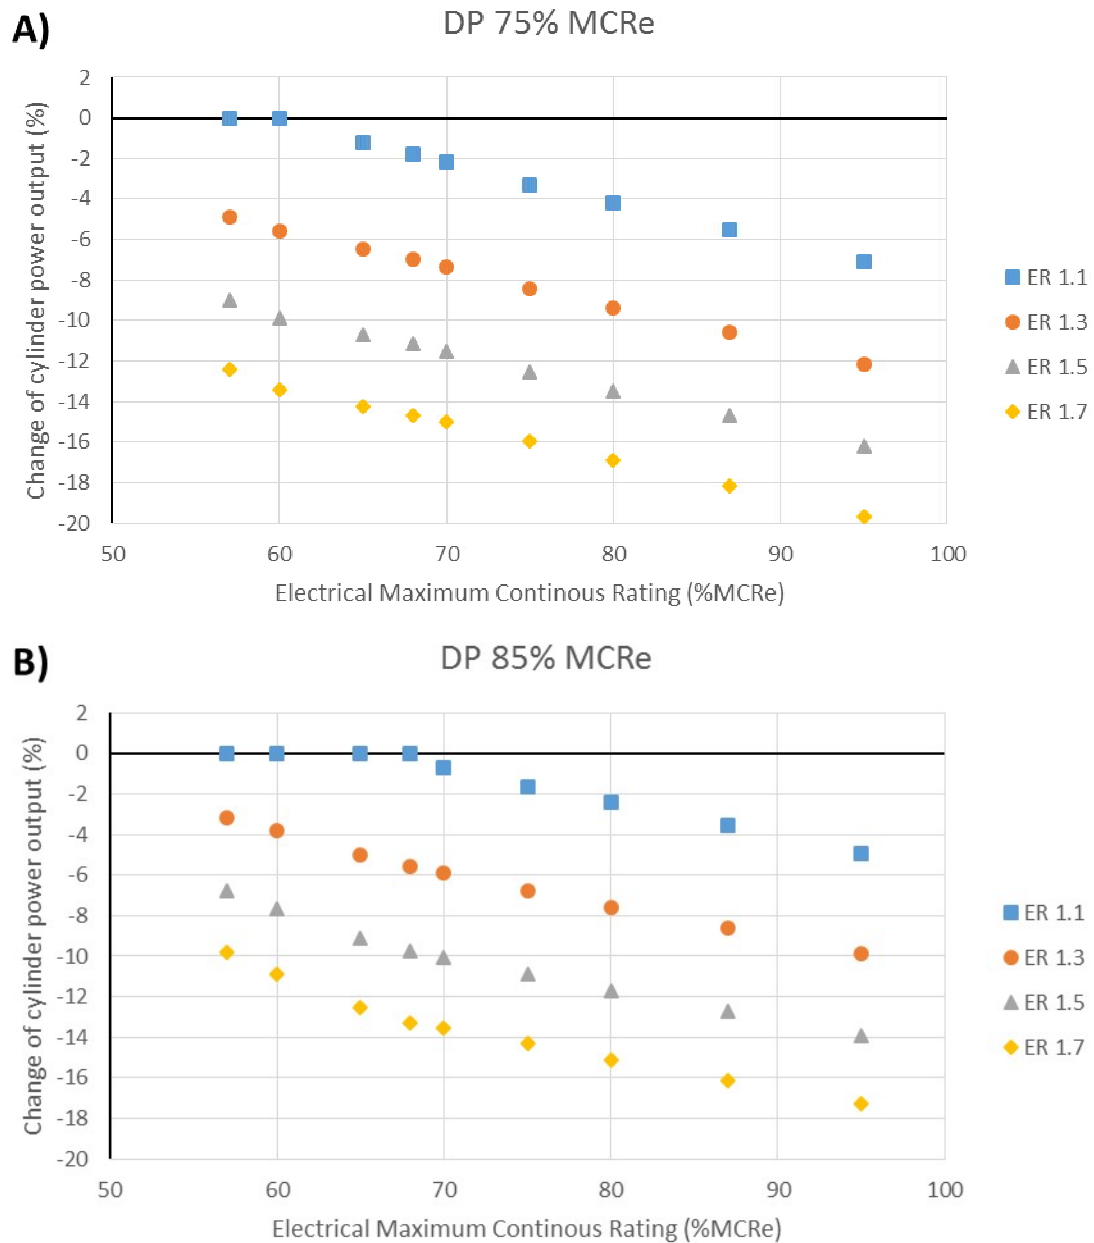 A)
DP 75% MCRe
Change of cylinder power output (%)
2
0
-2
-4
-6
-8
-10
-12
-14
-16
-18
-20
50 60 70 80 90 100
Electrical Maximum Continous Rating (%MCRe)
ER 1.1
ER 1.3
ER 1.5
ER 1.7
B)
DP 85% MCRe
Change of cylinder power output (%)
2
0
-2
-4
-6
-8
-10
-12
-14
-16
-18
-20
50 60 70 80 90 100
Electrical Maximum Continous Rating (%MCRe)
ER 1.1
ER 1.3
ER 1.5
ER 1.7